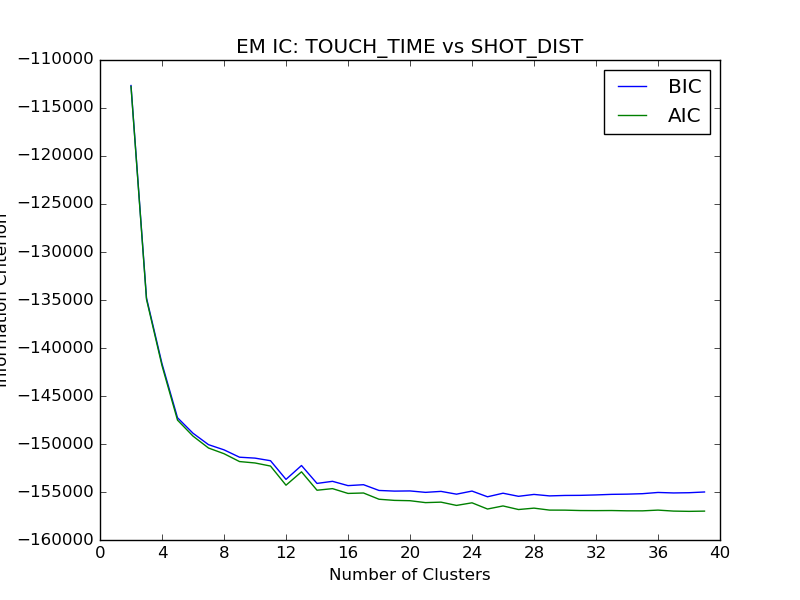 EM IC: TOUCH_TIME vs SHOT_DIST
−110000
−115000
−120000
−125000
−130000
−135000
−140000
−145000
−150000
−155000
−160000
Information Criterion
BIC
AIC
0 4 8 12 16 20 24 28 32 36 40
Number of Clusters